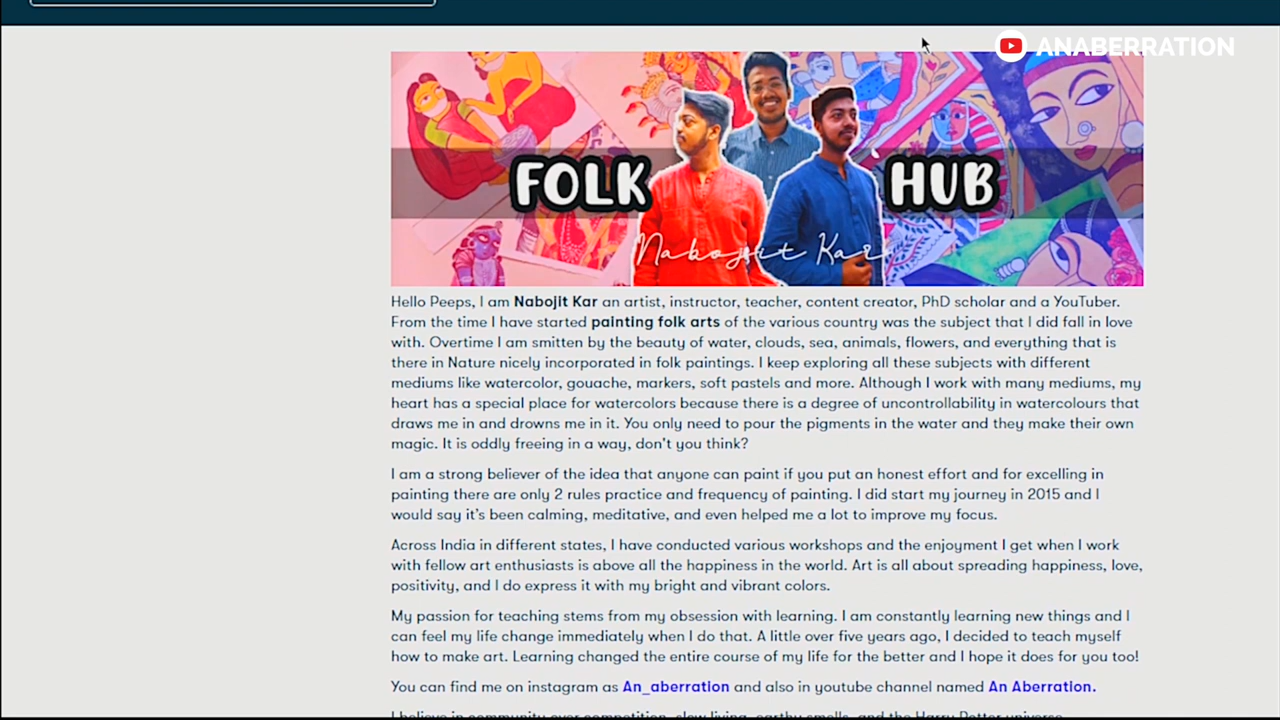 ANABERRATION
FOLK HUB
Nabojit Kar
Hello Peeps, I am Nabojit Kar an artist, instructor, teacher, content creator, PhD scholar and a YouTuber.
From the time I have started painting folk arts of the various country was the subject that I did fall in love
with. Overtime I am smitten by the beauty of water, clouds, sea, animals, flowers, and everything that is
there in Nature nicely incorporated in folk paintings. I keep exploring all these subjects with different
mediums like watercolor, gouache, markers, soft pastels and more. Although I work with many mediums, my
heart has a special place for watercolors because there is a degree of uncontrollability in watercolours that
draws me in and drowns me in it. You only need to pour the pigments in the water and they make their own
magic. It is oddly freeing in a way, don't you think?
I am a strong believer of the idea that anyone can paint if you put an honest effort and for excelling in
painting there are only 2 rules practice and frequency of painting. I did start my journey in 2015 and I
would say it’s been calming, meditative, and even helped me a lot to improve my focus.
Across India in different states, I have conducted various workshops and the enjoyment I get when I work
with fellow art enthusiasts is above all the happiness in the world. Art is all about spreading happiness, love,
positivity, and I do express it with my bright and vibrant colors.
My passion for teaching stems from my obsession with learning. I am constantly learning new things and I
can feel my life change immediately when I do that. A little over five years ago, I decided to teach myself
how to make art. Learning changed the entire course of my life for the better and I hope it does for you too!
You can find me on instagram as An_aberration and also in youtube channel named An Aberration.
I believe in community over competition, slow living, earthy smells, and the Harry Potter universe